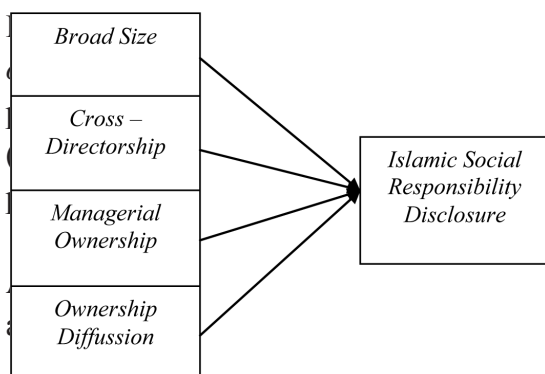 Broad Size
Cross –
Directorship
Managerial
Ownership
Ownership
Diffussion
Islamic Social
Responsibility
Disclosure